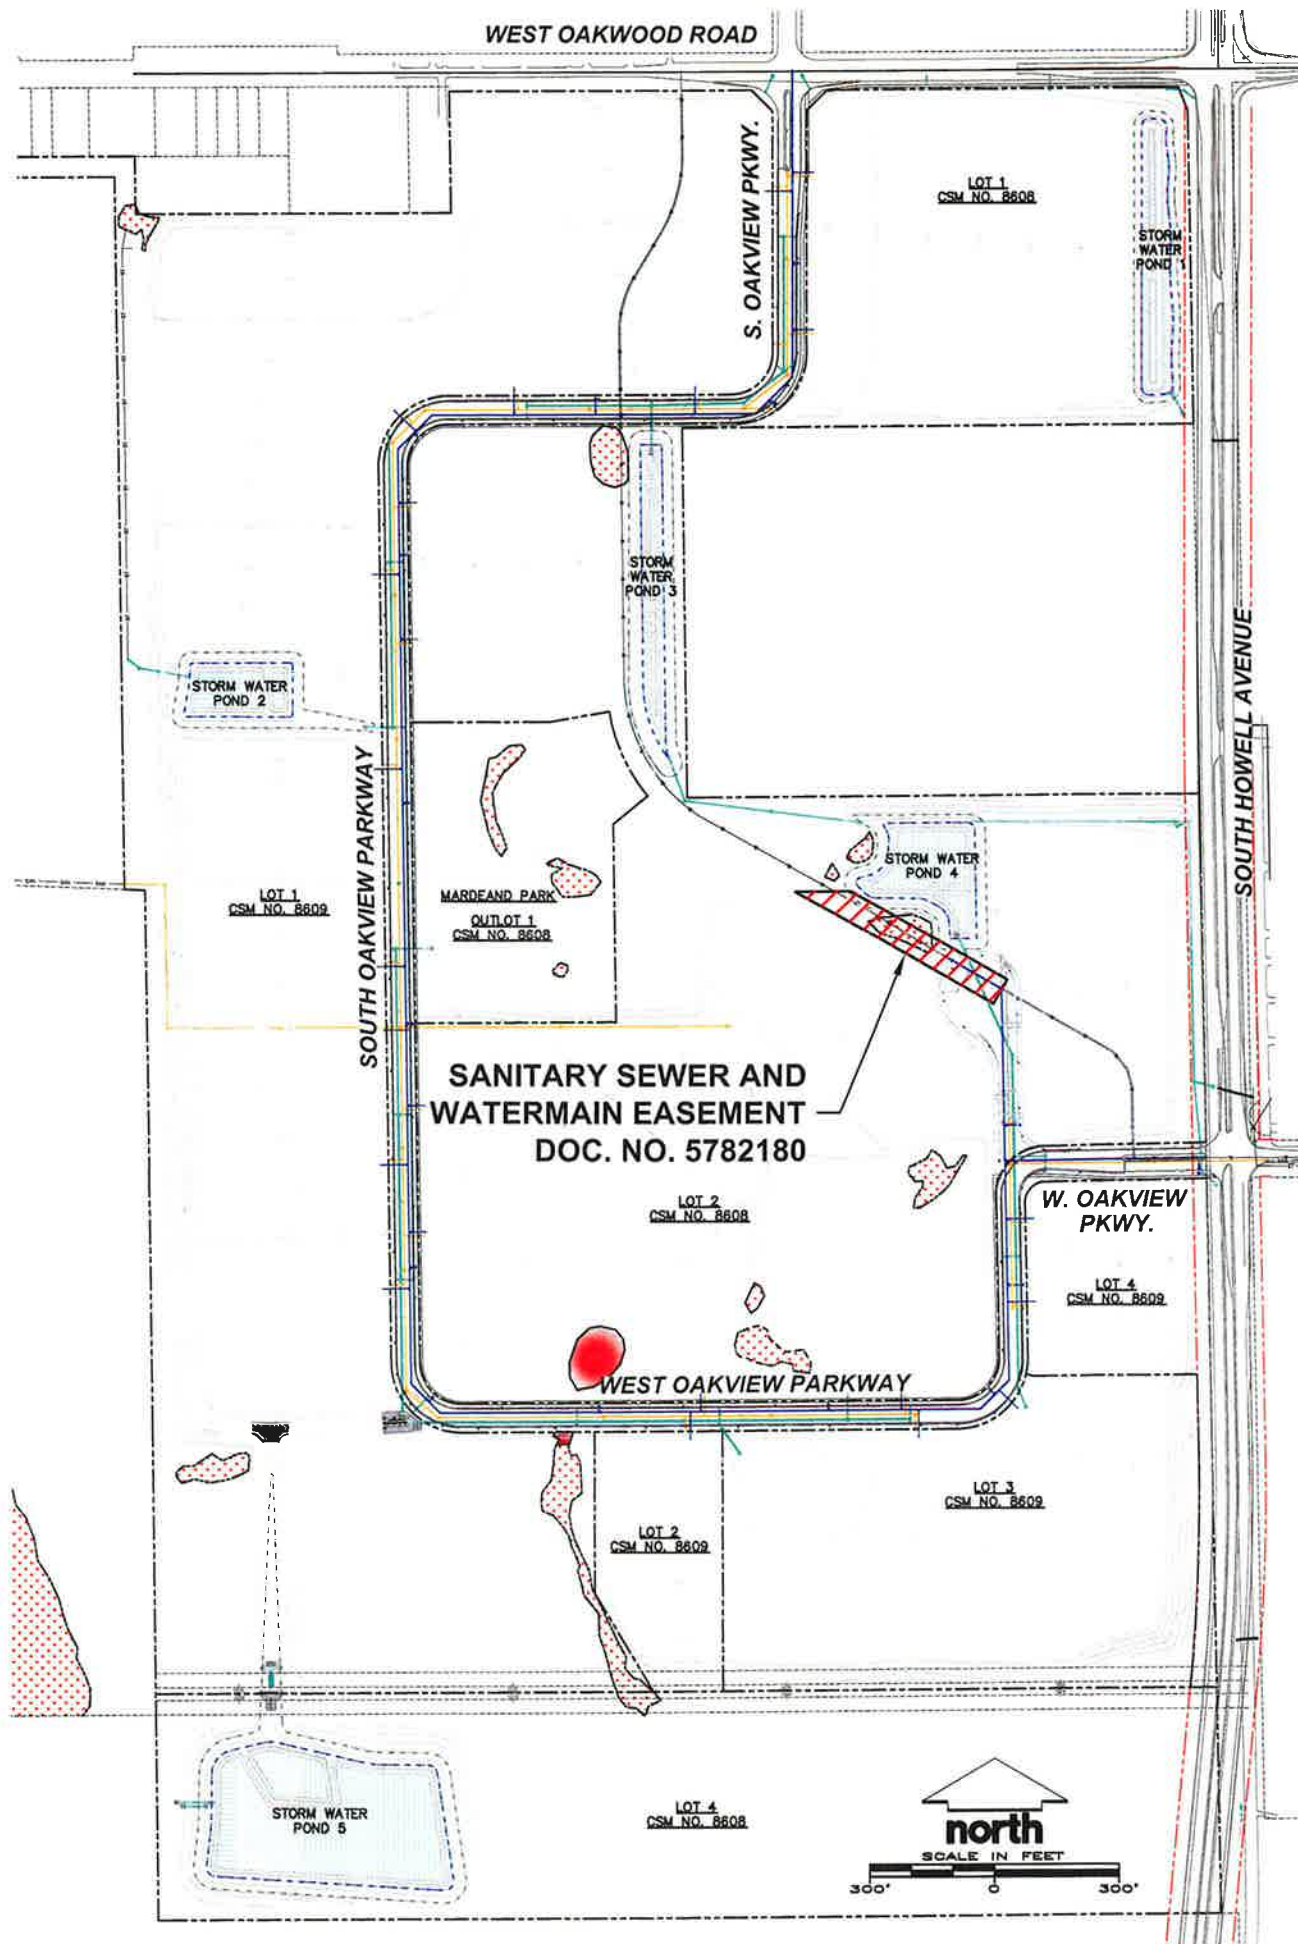 WEST OAKWOOD ROAD
S. OAKVIEW PKWY.
LOT 1
CSM NO. 8608
STORM
WATER
POND 1
STORM
WATER
POND 3
SOUTH HOWELL AVENUE
STORM WATER
POND 2
SOUTH OAKVIEW PARKWAY
LOT 1
CSM NO. 8609
MARDEAND PARK
OUTLOT 1
CSM NO. 8608
STORM WATER
POND 4
SANITARY SEWER AND
WATERMAIN EASEMENT
DOC. NO. 5782180
LOT 2
CSM NO. 8608
W. OAKVIEW
PKWY.
LOT 4
CSM NO. 8609
WEST OAKVIEW PARKWAY
LOT 3
CSM NO. 8609
LOT 2
CSM NO. 8609
STORM WATER
POND 5
LOT 4
CSM NO. 8608
north
SCALE IN FEET
300' 0 300'